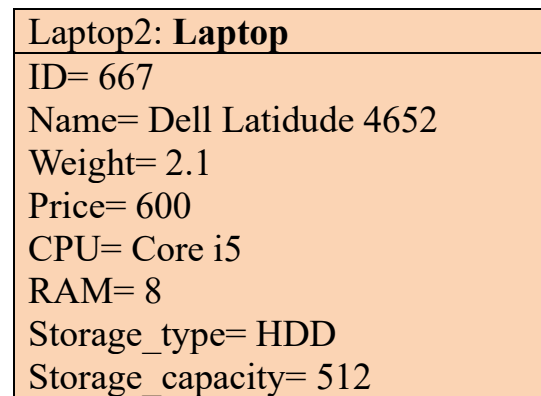 Laptop2: Laptop
ID= 667
Name= Dell Latidude 4652
Weight= 2.1
Price= 600
CPU= Core i5
RAM= 8
Storage_type= HDD
Storage_capacity= 512